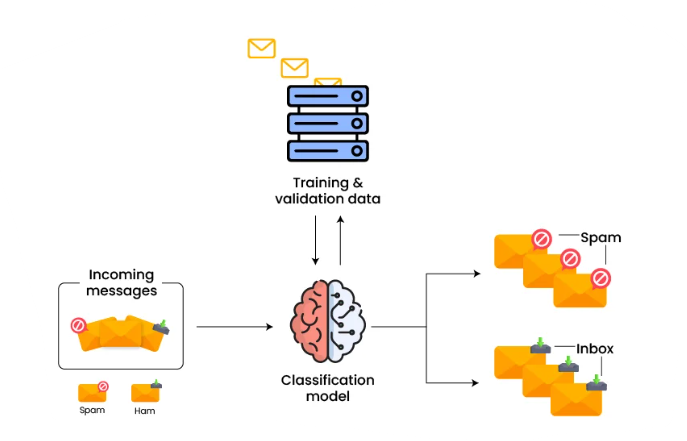 Training &
validation data
Incoming
messages
Spam
Ham
Classification
model
Spam
Inbox